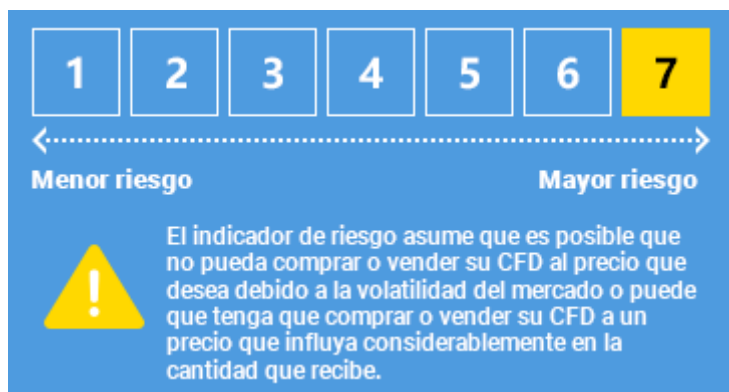 1 2 3 4 5 6 7
Menor riesgo Mayor riesgo
El indicador de riesgo asume que es posible que
no pueda comprar o vender su CFD al precio que
desea debido a la volatilidad del mercado o puede
que tenga que comprar o vender su CFD a un
precio que influya considerablemente en la
cantidad que recibe.